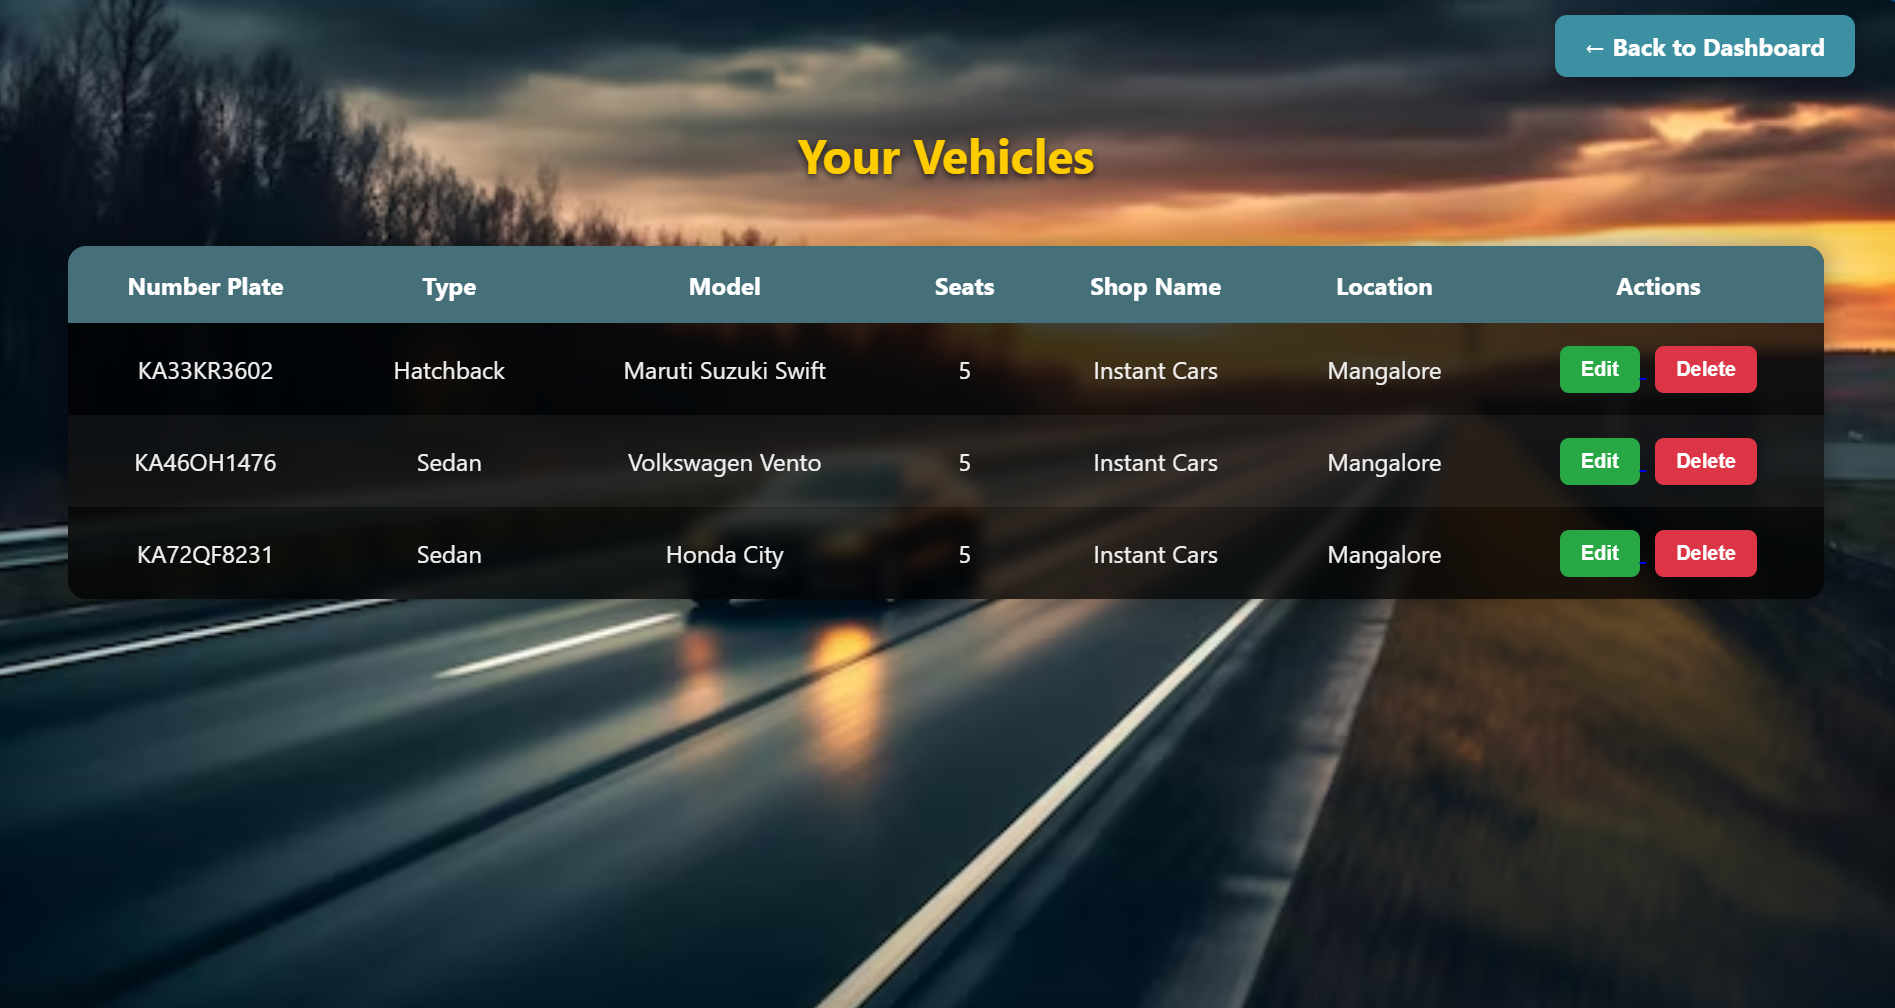 ← Back to Dashboard
Your Vehicles
Number Plate Type Model Seats Shop Name Location Actions
KA33KR3602 Hatchback Maruti Suzuki Swift 5 Instant Cars Mangalore Edit Delete
KA46OH1476 Sedan Volkswagen Vento 5 Instant Cars Mangalore Edit Delete
KA72QF8231 Sedan Honda City 5 Instant Cars Mangalore Edit Delete